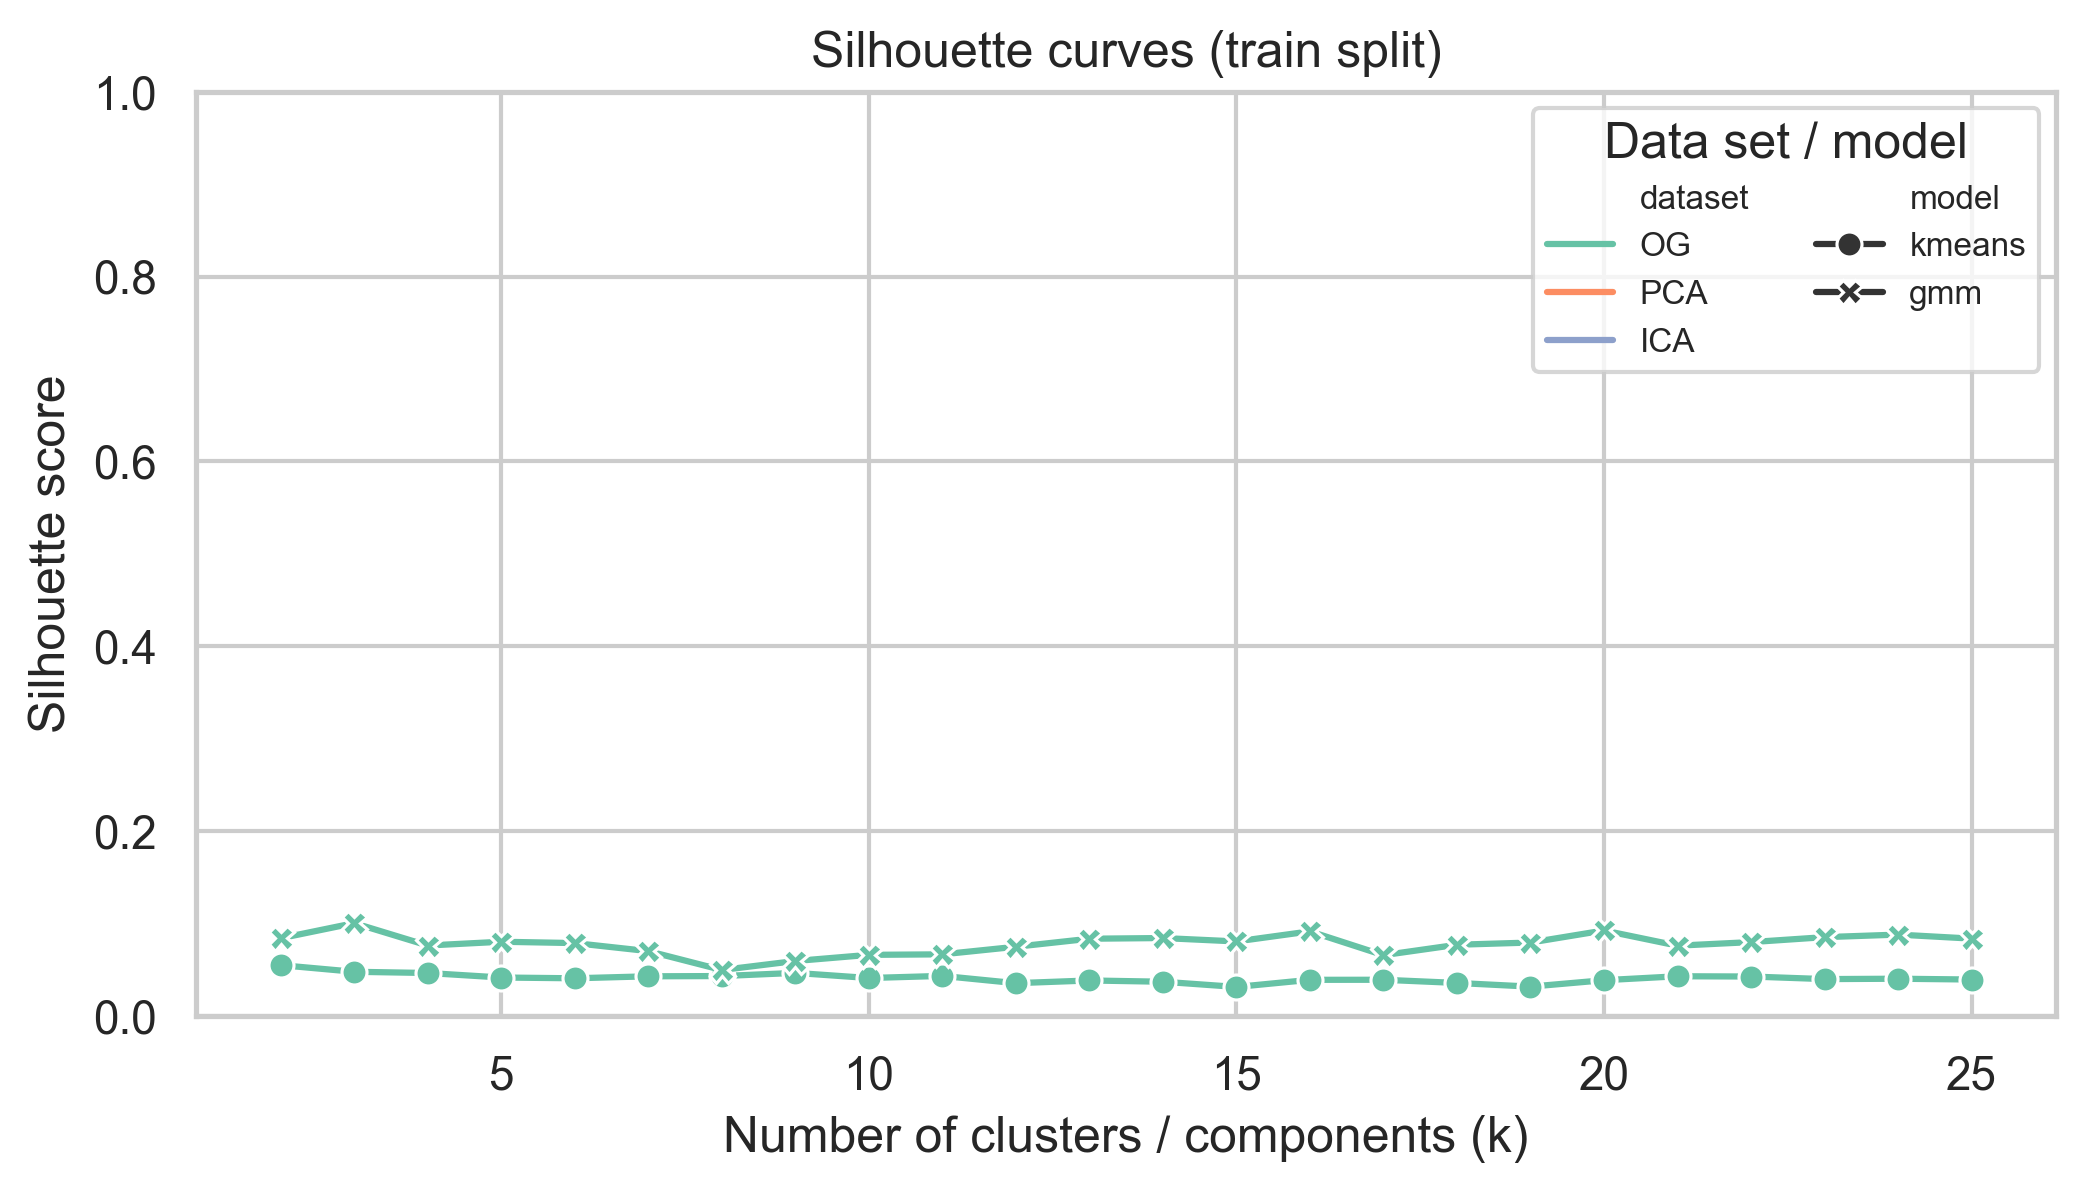 Silhouette curves (train split)
1.0
0.8
0.6
0.4
0.2
0.0
Silhouette score
Data set / model
dataset
OG
PCA
ICA
model
kmeans
gmm
5 10 15 20 25
Number of clusters / components (k)